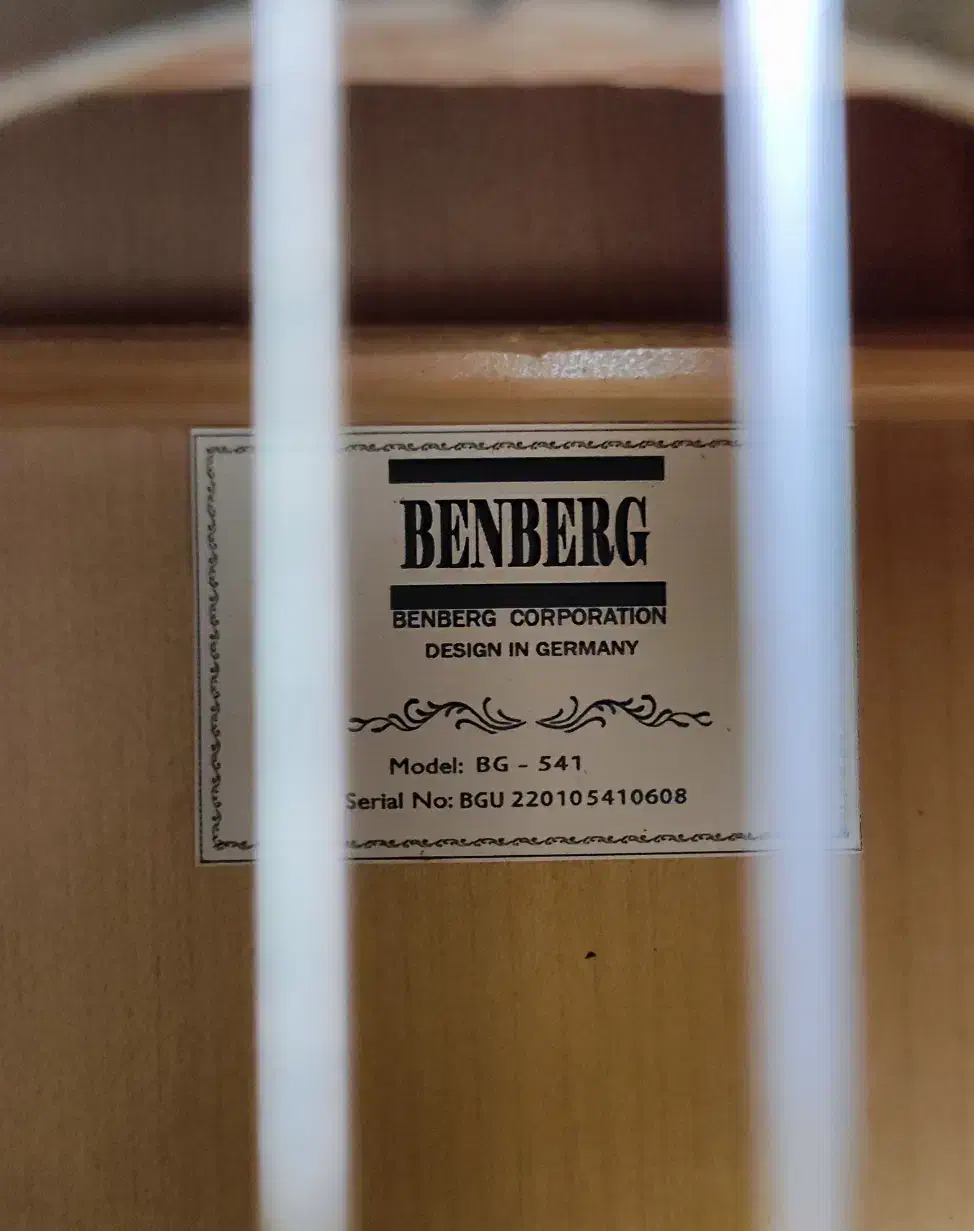 BENBERG
BENBERG CORPORATION
DESIGN IN GERMANY
Model: BG - 541
Serial No: BGU 220105410608